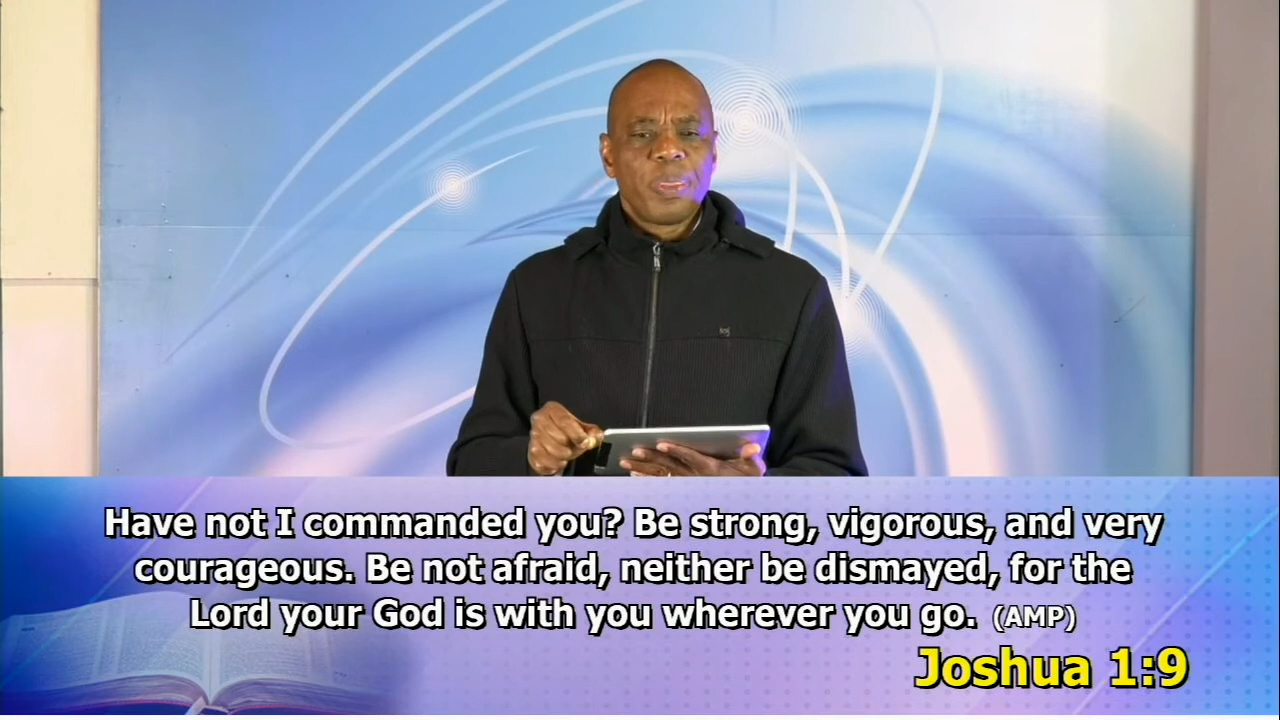 Have not I commanded you? Be strong, vigorous, and very
courageous. Be not afraid, neither be dismayed, for the
Lord your God is with you wherever you go. (AMP)
Joshua 1:9